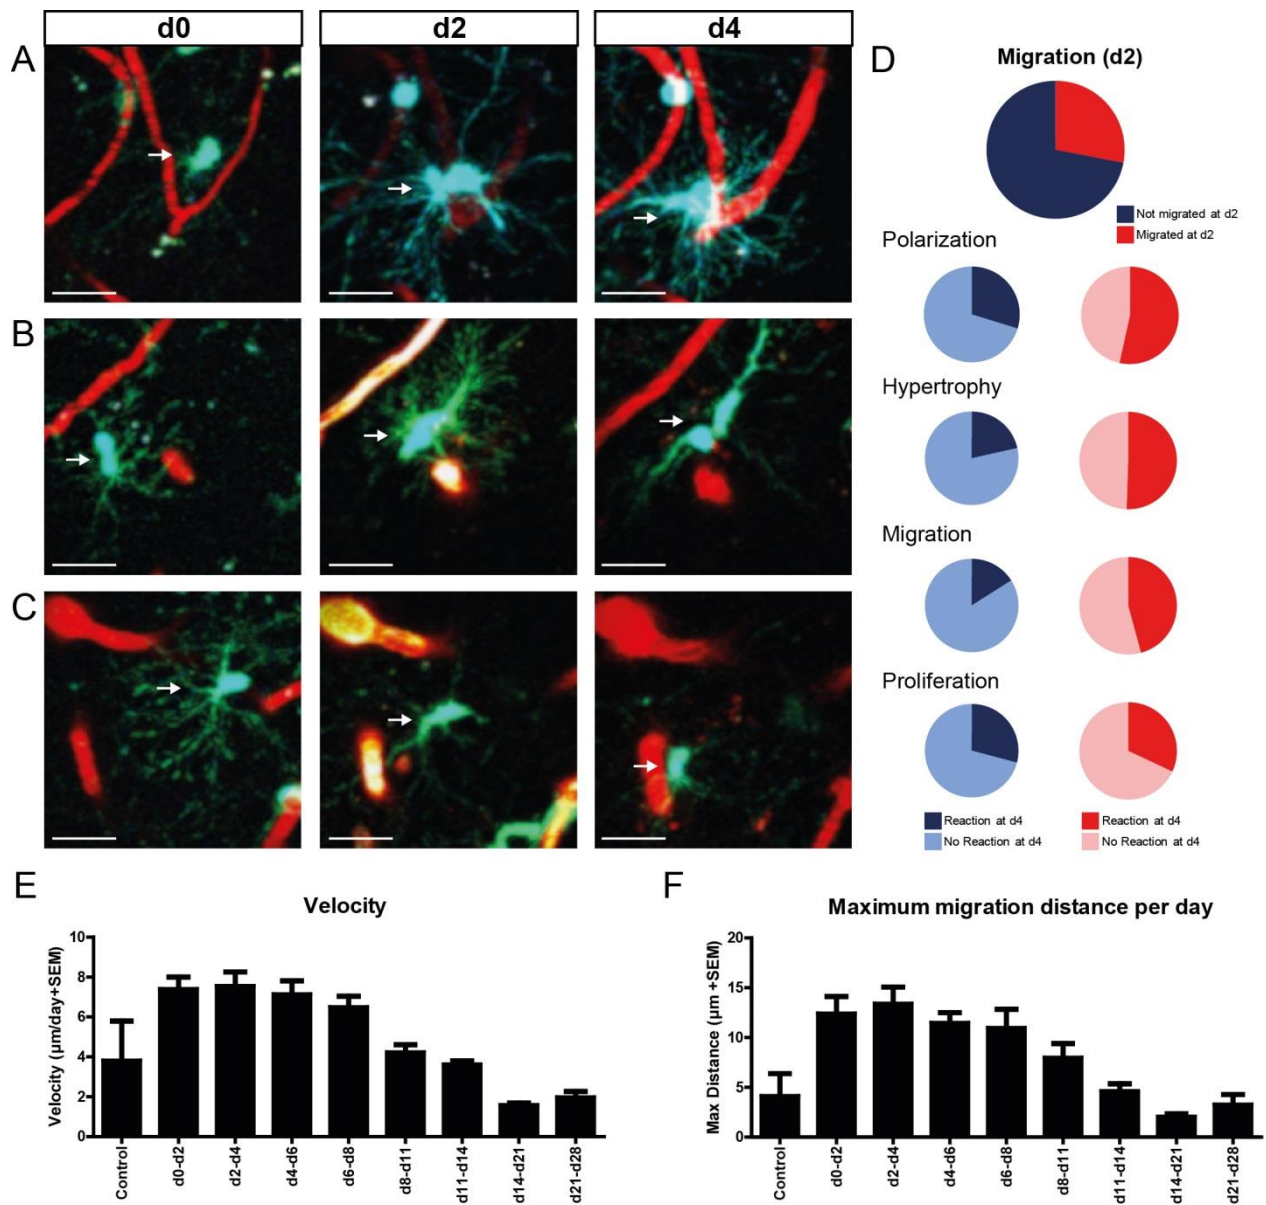 d0
d2
d4
A
B
C
D
Migration (d2)
Not migrated at d2
Migrated at d2
Polarization
Hypertrophy
Migration
Proliferation
Reaction at d4
No Reaction at d4
Reaction at d4
No Reaction at d4
E
Velocity
Velocity (µm/day+SEM)
10
8
6
4
2
0
Control
d0-d2
d2-d4
d4-d6
d6-d8
d8-d11
d11-d14
d14-d21
d21-d28
F
Maximum migration distance per day
Max Distance (µm +SEM)
20
15
10
5
0
Control
d0-d2
d2-d4
d4-d6
d6-d8
d8-d11
d11-d14
d14-d21
d21-d28